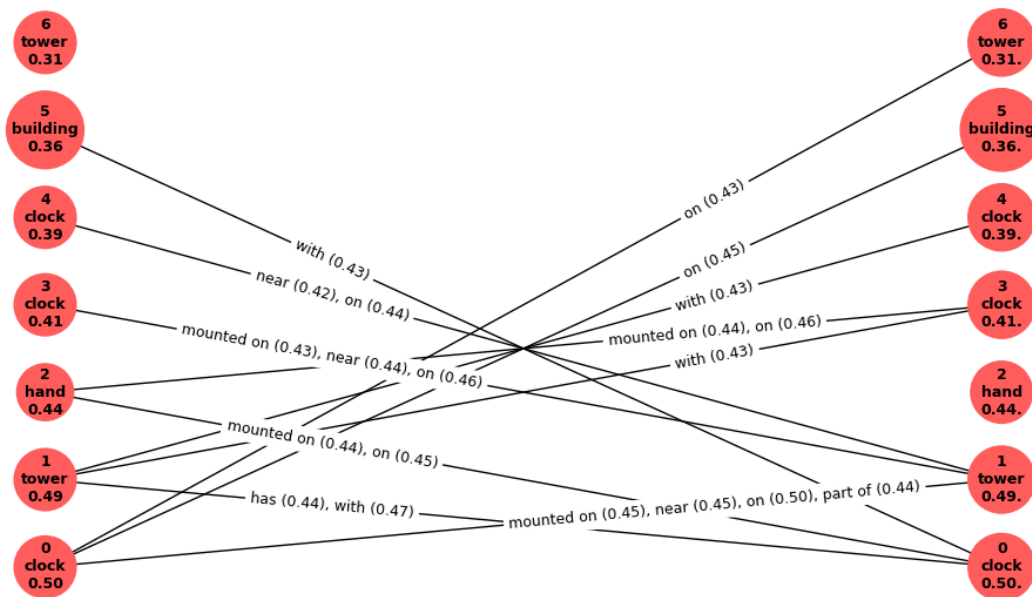 6
tower
0.31
6
tower
0.31.
5
building
0.36
5
building
0.36.
on (0.43)
4
clock
0.39
4
clock
0.39.
with (0.43)
on (0.45)
near (0.42), on (0.44)
with (0.43)
3
clock
0.41
3
clock
0.41.
mounted on (0.43), near (0.44), on (0.46)
mounted on (0.44), on (0.46)
with (0.43)
2
hand
0.44
2
hand
0.44.
mounted on (0.44), on (0.45)
1
tower
0.49
1
tower
0.49.
has (0.44), with (0.47)
mounted on (0.45), near (0.45), on (0.50), part of (0.44)
0
clock
0.50
0
clock
0.50.